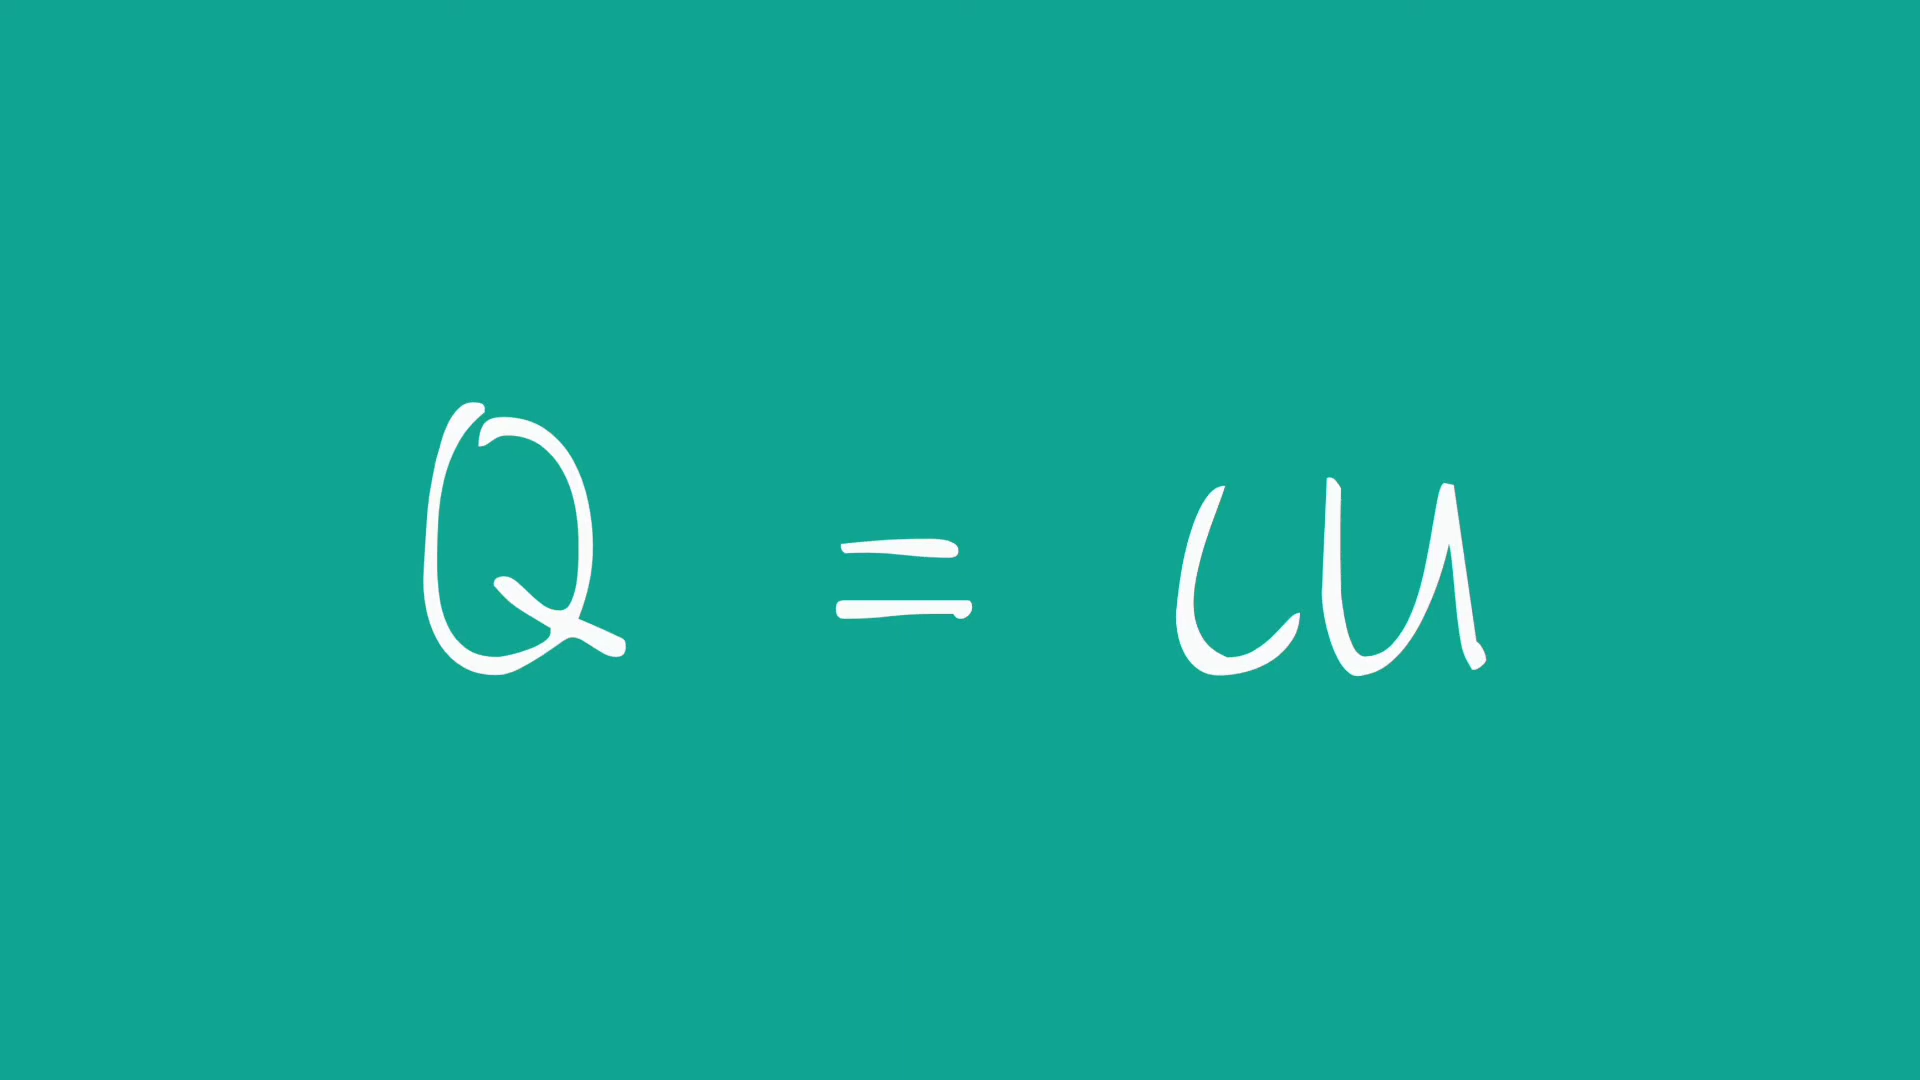 Q = cu